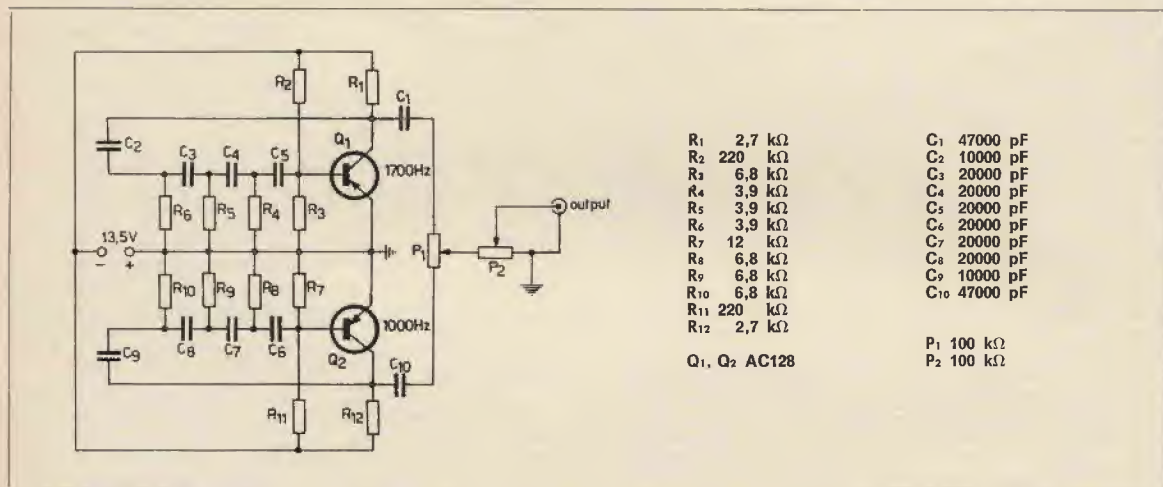 R2
R1
C1
C2
Q1
C3
C4
C5
1700Hz
R6
R5
R4
R3
output
13,5V
- +
P1
P2
R10
R9
R8
R7
1000Hz
C9
C8
C7
C6
Q2
C10
R11
R12
R1 2,7 kΩ
R2 220 kΩ
R3 6,8 kΩ
R4 3,9 kΩ
R5 3,9 kΩ
R6 3,9 kΩ
R7 12 kΩ
R8 6,8 kΩ
R9 6,8 kΩ
R10 6,8 kΩ
R11 220 kΩ
R12 2,7 kΩ
Q1, Q2 AC128
C1 47000 pF
C2 10000 pF
C3 20000 pF
C4 20000 pF
C5 20000 pF
C6 20000 pF
C7 20000 pF
C8 20000 pF
C9 10000 pF
C10 47000 pF
P1 100 kΩ
P2 100 kΩ